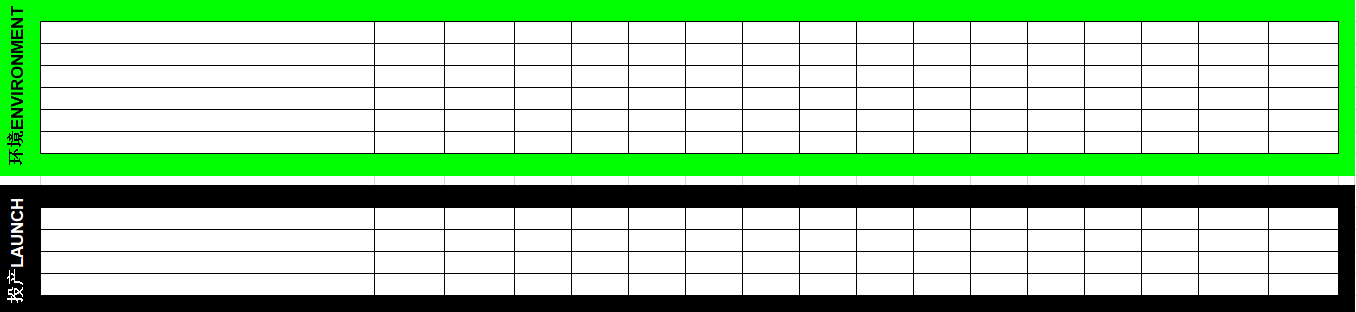 环境ENVIRONMENT
投产LAUNCH